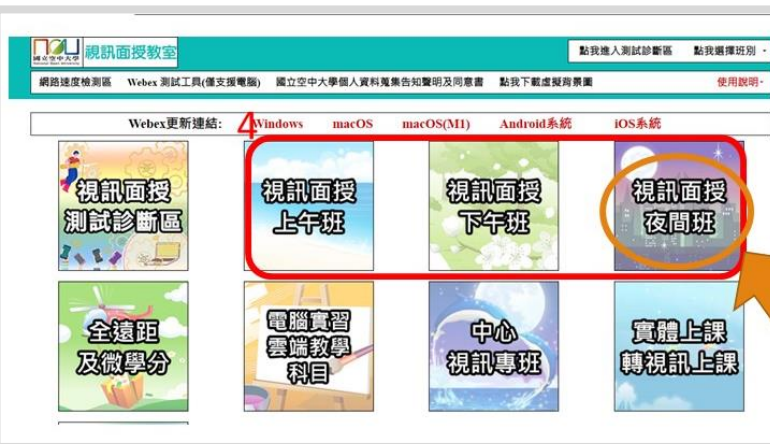 國立空中大學
視訊面授教室
點我進入測試診斷區 點我選擇班別 -
網路速度檢測區 Webex 測試工具(僅支援電腦) 國立空中大學個人資料蒐集告知聲明及同意書 點我下載虛擬背景圖 使用說明-
Webex更新連結: Windows macOS macOS(M1) Android系統 iOS系統
4
視訊面授
測試診斷區
視訊面授
上午班
視訊面授
下午班
視訊面授
夜間班
全遠距
及微學分
電腦實習
雲端教學
科目
中心
視訊專班
實體上課
轉視訊上課